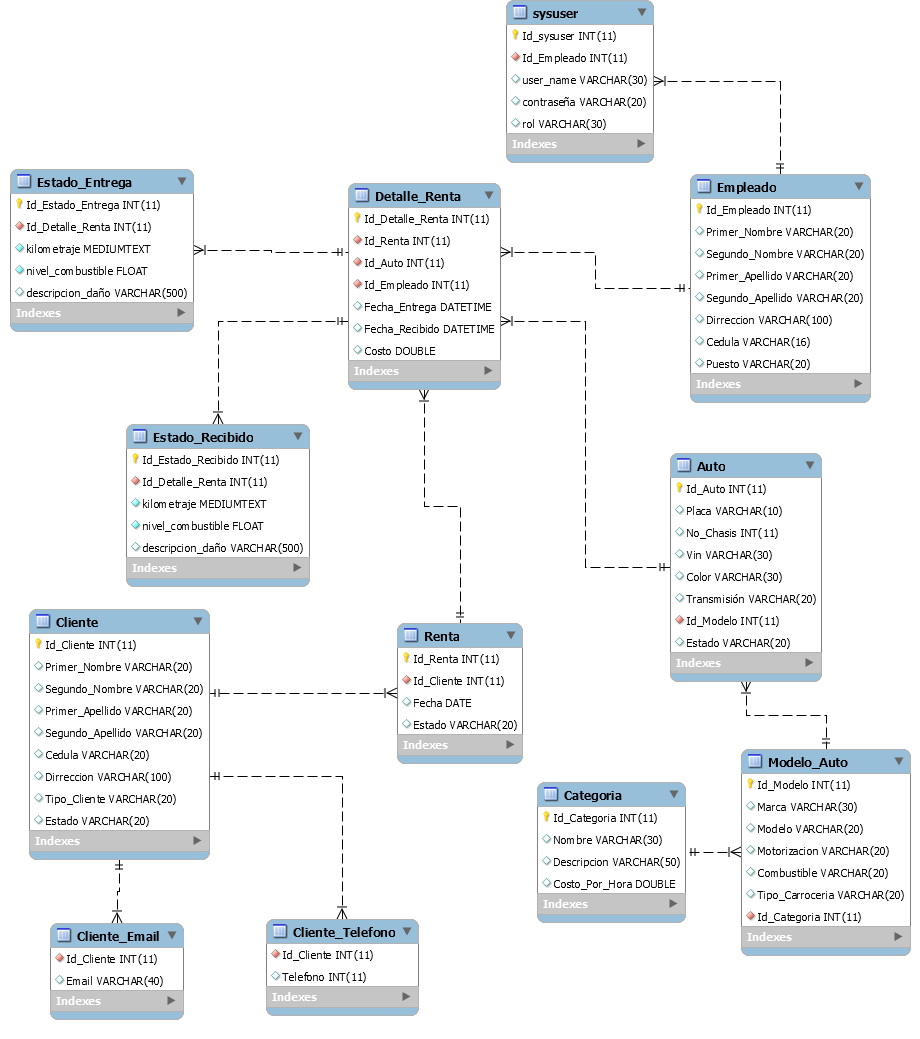 sysuser
Id_sysuser INT(11)
Id_Empleado INT(11)
user_name VARCHAR(30)
contraseña VARCHAR(20)
rol VARCHAR(30)
Indexes
Estado_Entrega
Id_Estado_Entrega INT(11)
Id_Detalle_Renta INT(11)
kilometraje MEDIUMTEXT
nivel_combustible FLOAT
descripcion_daño VARCHAR(500)
Indexes
Detalle_Renta
Id_Detalle_Renta INT(11)
Id_Renta INT(11)
Id_Auto INT(11)
Id_Empleado INT(11)
Fecha_Entrega DATETIME
Fecha_Recibido DATETIME
Costo DOUBLE
Indexes
Empleado
Id_Empleado INT(11)
Primer_Nombre VARCHAR(20)
Segundo_Nombre VARCHAR(20)
Primer_Apellido VARCHAR(20)
Segundo_Apellido VARCHAR(20)
Dirreccion VARCHAR(100)
Cedula VARCHAR(16)
Puesto VARCHAR(20)
Indexes
Estado_Recibido
Id_Estado_Recibido INT(11)
Id_Detalle_Renta INT(11)
kilometraje MEDIUMTEXT
nivel_combustible FLOAT
descripcion_daño VARCHAR(500)
Indexes
Auto
Id_Auto INT(11)
Placa VARCHAR(10)
No_Chasis INT(11)
Vin VARCHAR(30)
Color VARCHAR(30)
Transmisión VARCHAR(20)
Id_Modelo INT(11)
Estado VARCHAR(20)
Indexes
Cliente
Id_Cliente INT(11)
Primer_Nombre VARCHAR(20)
Segundo_Nombre VARCHAR(20)
Primer_Apellido VARCHAR(20)
Segundo_Apellido VARCHAR(20)
Cedula VARCHAR(20)
Dirreccion VARCHAR(100)
Tipo_Cliente VARCHAR(20)
Estado VARCHAR(20)
Indexes
Renta
Id_Renta INT(11)
Id_Cliente INT(11)
Fecha DATE
Estado VARCHAR(20)
Indexes
Categoria
Id_Categoria INT(11)
Nombre VARCHAR(30)
Descripcion VARCHAR(50)
Costo_Por_Hora DOUBLE
Indexes
Modelo_Auto
Id_Modelo INT(11)
Marca VARCHAR(30)
Modelo VARCHAR(20)
Motorizacion VARCHAR(20)
Combustible VARCHAR(20)
Tipo_Carroceria VARCHAR(20)
Id_Categoria INT(11)
Indexes
Cliente_Email
Id_Cliente INT(11)
Email VARCHAR(40)
Indexes
Cliente_Telefono
Id_Cliente INT(11)
Telefono INT(11)
Indexes